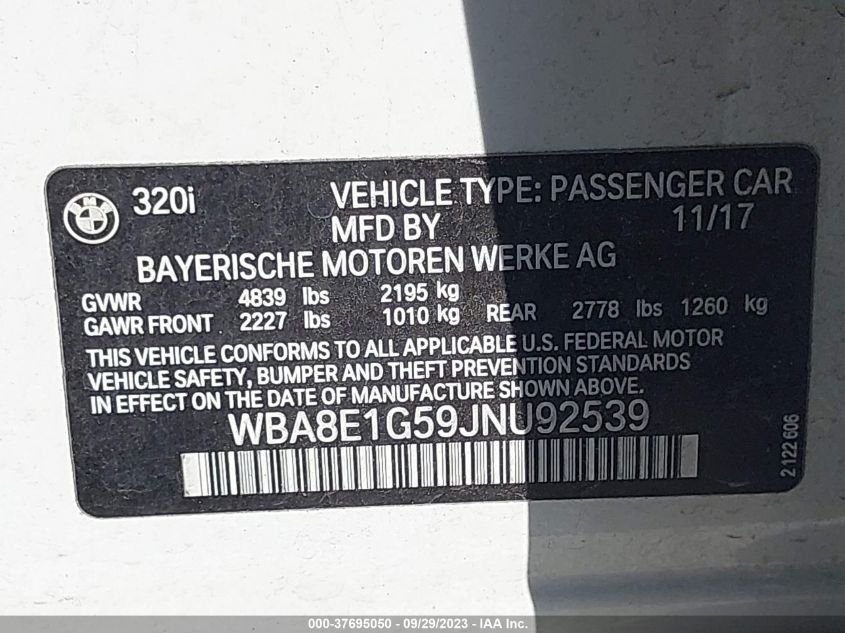 BMW
320i VEHICLE TYPE: PASSENGER CAR
MFD BY 11/17
BAYERISCHE MOTOREN WERKE AG
GVWR 4839 lbs 2195 kg
GAWR FRONT 2227 lbs 1010 kg REAR 2778 lbs 1260 kg
THIS VEHICLE CONFORMS TO ALL APPLICABLE U.S. FEDERAL MOTOR
VEHICLE SAFETY, BUMPER AND THEFT PREVENTION STANDARDS
IN EFFECT ON THE DATE OF MANUFACTURE SHOWN ABOVE.
WBA8E1G59JNU92539
2 122 606
000-37695050 - 09/29/2023 - © IAA Inc.